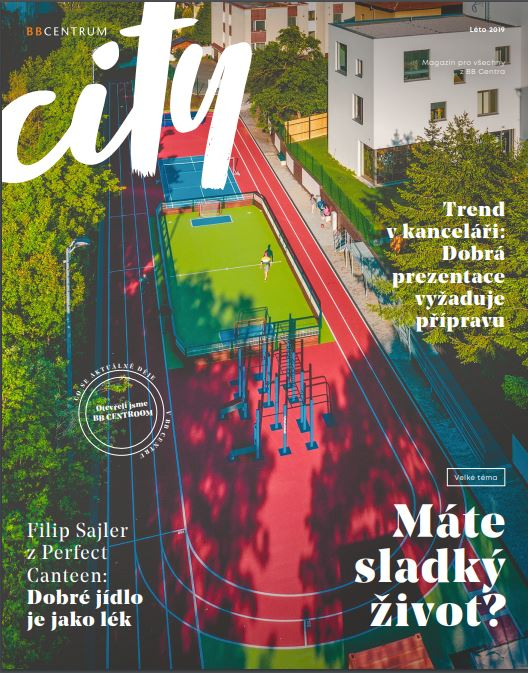 BBCENTRUM
city
Léto 2019
Magazín pro všechny
z BB Centra
Trend
v kanceláři:
Dobrá
prezentace
vyžaduje
přípravu
CO SE AKTUÁLNĚ DĚJE
V BB CENTRU
Otevřeli jsme
BB CENTROOM
Velké téma
Máte
sladký
život?
Filip Sajler
z Perfect
Canteen:
Dobré jídlo
je jako lék